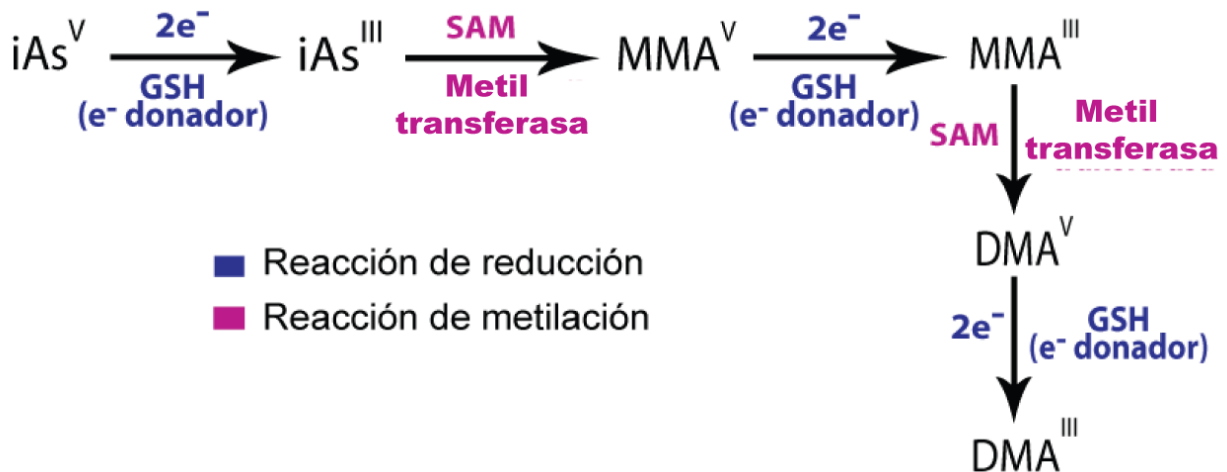 iAsⱽ 2e⁻ iAsᴵᴵᴵ SAM MMAⱽ 2e⁻ MMAᴵᴵᴵ
GSH
(e⁻ donador)
Metil
transferasa
GSH
(e⁻ donador)
SAM
Metil
transferasa
DMAⱽ
Reacción de reducción
Reacción de metilación
2e⁻
GSH
(e⁻ donador)
DMAᴵᴵᴵ